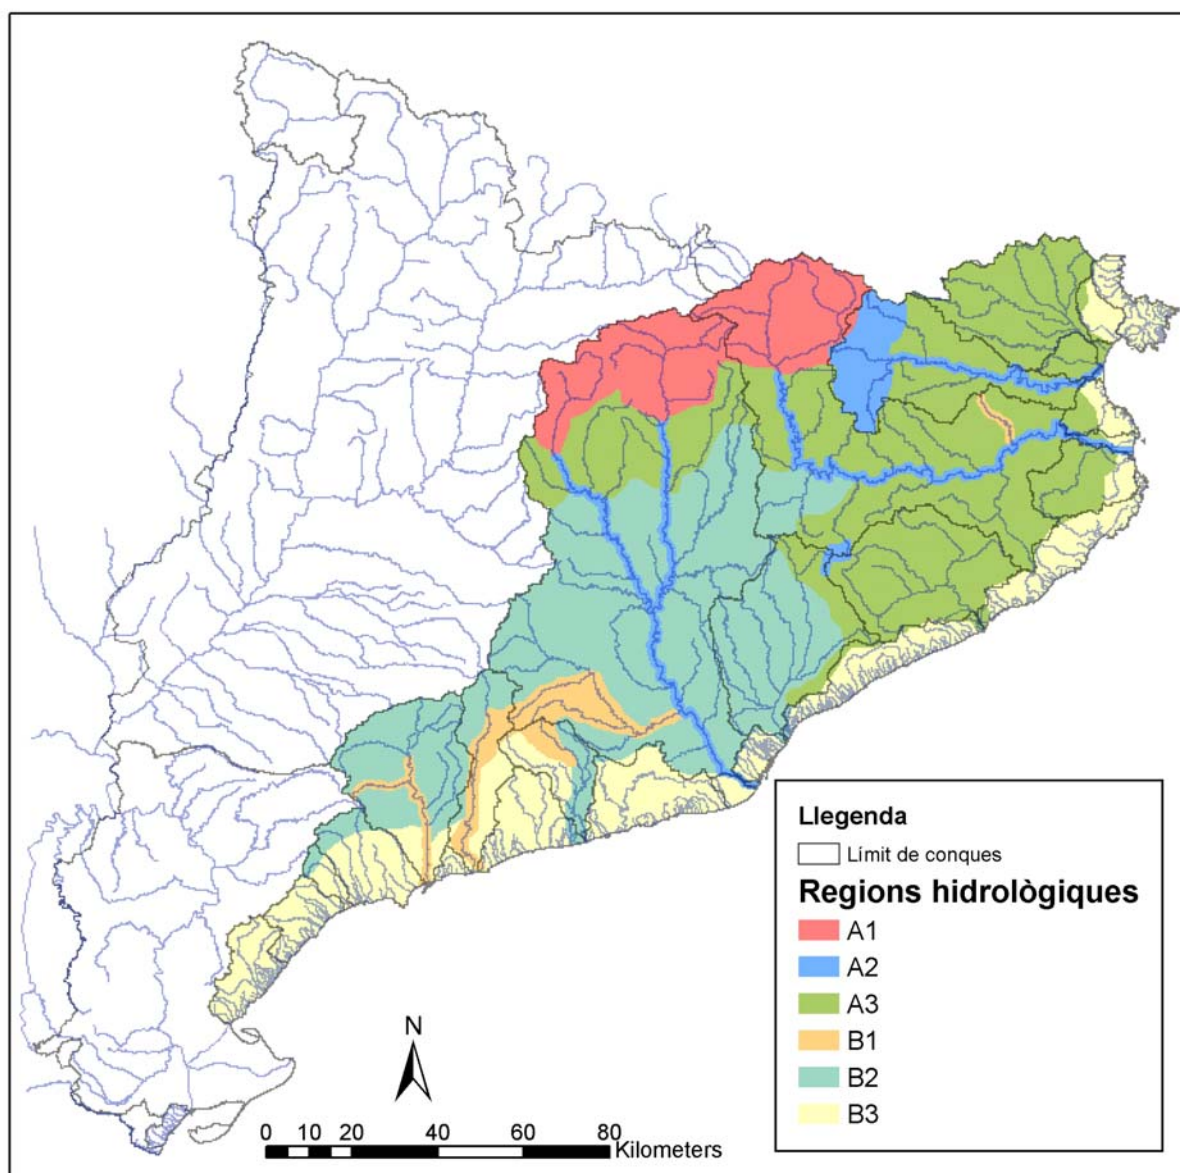 Llegenda
Límit de conques
Regions hidrològiques
A1
A2
A3
B1
B2
B3
N
0 10 20 40 60 80
Kilometers